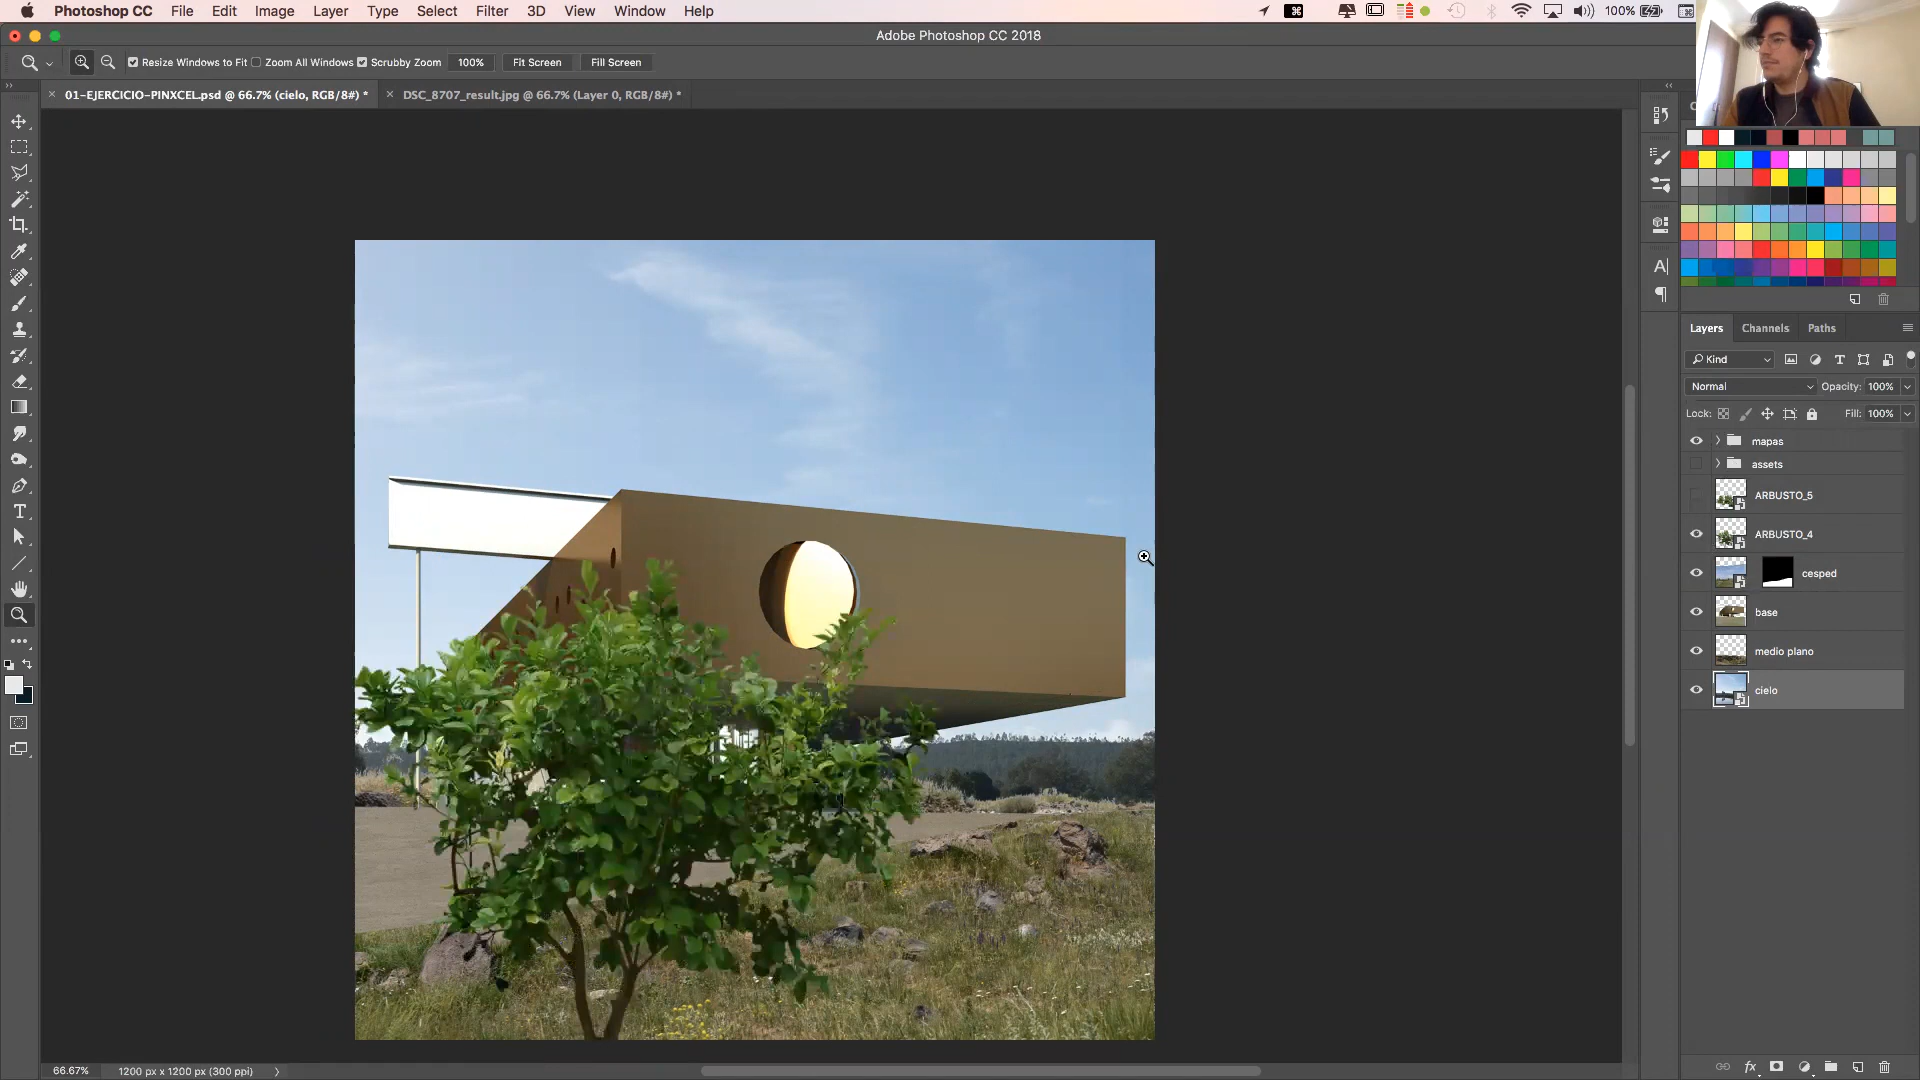 Photoshop CC File Edit Image Layer Type Select Filter 3D View Window Help 100%
Adobe Photoshop CC 2018
Resize Windows to Fit Zoom All Windows Scrubby Zoom 100% Fit Screen Fill Screen
01-EJERCICIO-PINXCEL.psd @ 66.7% (cielo, RGB/8#) * DSC_8707_result.jpg @ 66.7% (Layer 0, RGB/8#) *
Layers Channels Paths
Kind
Normal Opacity: 100%
Lock: Fill: 100%
mapas
assets
ARBUSTO_5
ARBUSTO_4
cesped
base
medio plano
cielo
66.67% 1200 px x 1200 px (300 ppi)